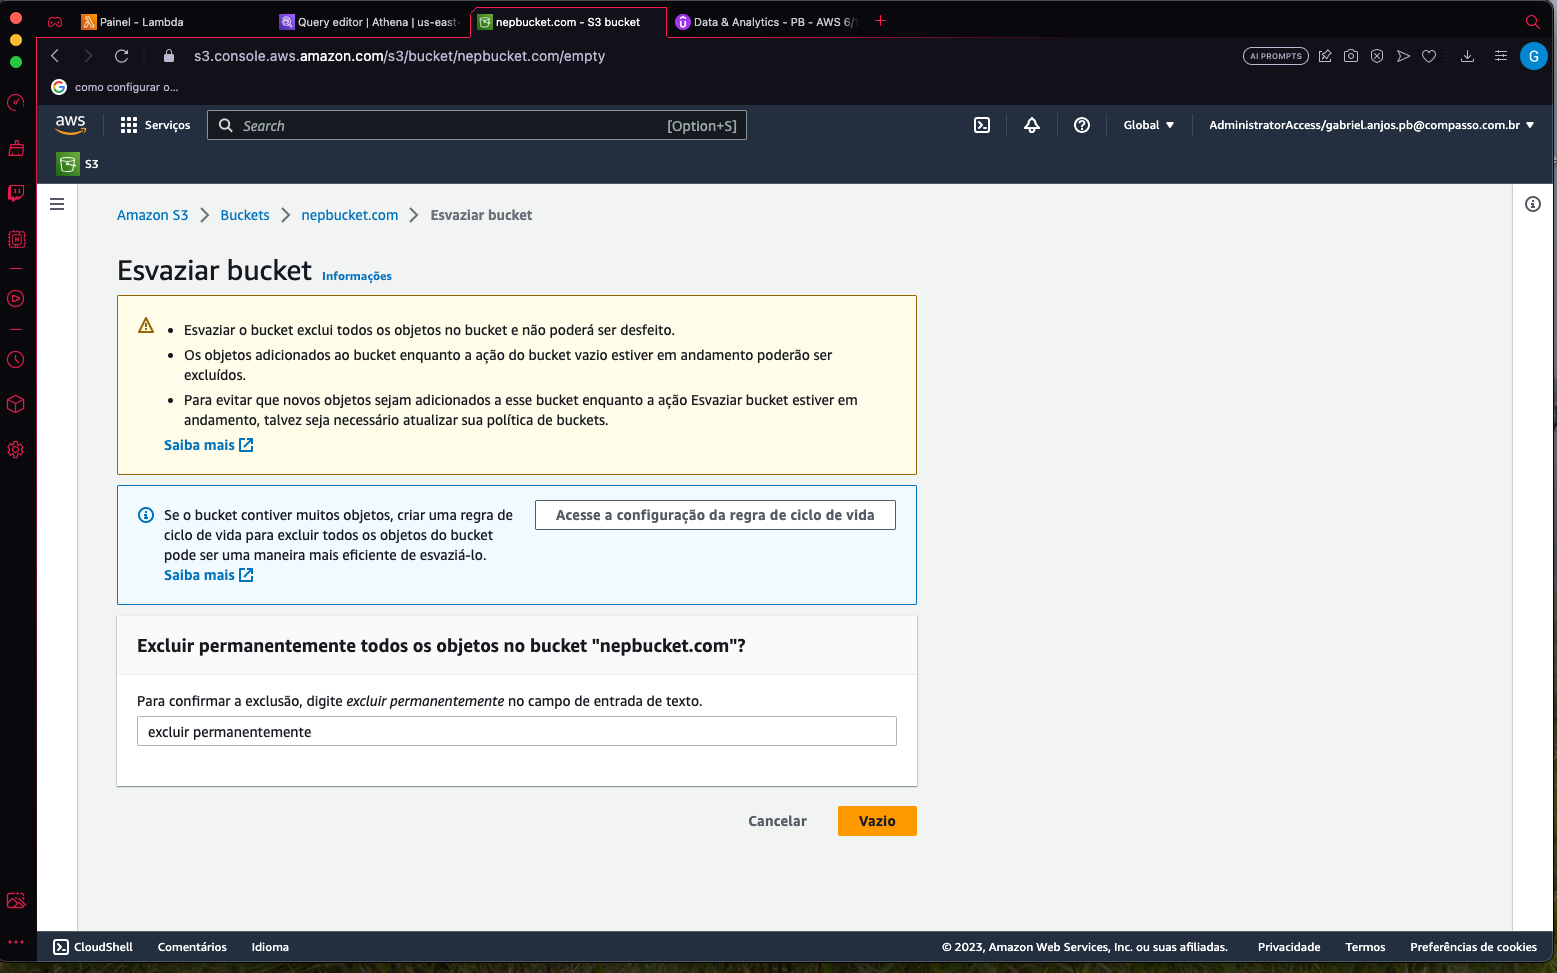 Painel - Lambda
Query editor | Athena | us-east-
nepbucket.com - S3 bucket
Data & Analytics - PB - AWS 6/1
s3.console.aws.amazon.com/s3/bucket/nepbucket.com/empty
AI PROMPTS
G
como configurar o...
aws
Serviços
Search
[Option+S]
Global
AdministratorAccess/gabriel.anjos.pb@compasso.com.br
S3
Amazon S3
Buckets
nepbucket.com
Esvaziar bucket
Esvaziar bucket
Informações
Esvaziar o bucket exclui todos os objetos no bucket e não poderá ser desfeito.
Os objetos adicionados ao bucket enquanto a ação do bucket vazio estiver em andamento poderão ser
excluídos.
Para evitar que novos objetos sejam adicionados a esse bucket enquanto a ação Esvaziar bucket estiver em
andamento, talvez seja necessário atualizar sua política de buckets.
Saiba mais
Se o bucket contiver muitos objetos, criar uma regra de
ciclo de vida para excluir todos os objetos do bucket
pode ser uma maneira mais eficiente de esvaziá-lo.
Saiba mais
Acesse a configuração da regra de ciclo de vida
Excluir permanentemente todos os objetos no bucket "nepbucket.com"?
Para confirmar a exclusão, digite excluir permanentemente no campo de entrada de texto.
excluir permanentemente
Cancelar
Vazio
CloudShell
Comentários
Idioma
© 2023, Amazon Web Services, Inc. ou suas afiliadas.
Privacidade
Termos
Preferências de cookies